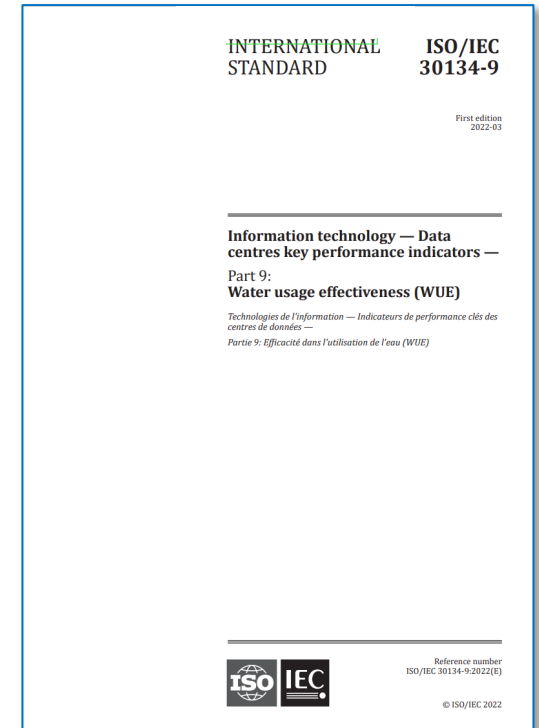 INTERNATIONAL
STANDARD
ISO/IEC
30134-9
First edition
2022-03
Information technology — Data
centres key performance indicators —
Part 9:
Water usage effectiveness (WUE)
Technologies de l'information — Indicateurs de performance clés des
centres de données —
Partie 9: Efficacité dans l'utilisation de l'eau (WUE)
ISO
IEC
Reference number
ISO/IEC 30134-9:2022(E)
© ISO/IEC 2022